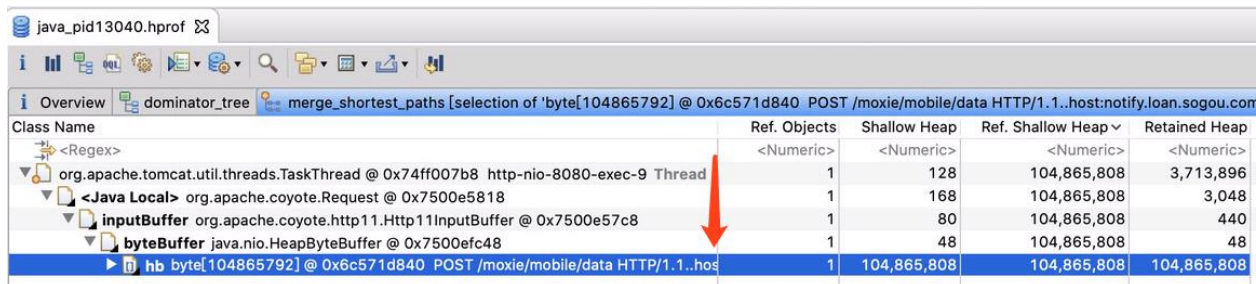 java_pid13040.hprof
i OQL
i Overview dominator_tree merge_shortest_paths [selection of 'byte[104865792] @ 0x6c571d840 POST /moxie/mobile/data HTTP/1.1..host:notify.loan.sogou.com
Class Name Ref. Objects Shallow Heap Ref. Shallow Heap Retained Heap
<Regex> <Numeric> <Numeric> <Numeric> <Numeric>
org.apache.tomcat.util.threads.TaskThread @ 0x74ff007b8 http-nio-8080-exec-9 Thread 1 128 104,865,808 3,713,896
<Java Local> org.apache.coyote.Request @ 0x7500e5818 1 168 104,865,808 3,048
inputBuffer org.apache.coyote.http11.Http11InputBuffer @ 0x7500e57c8 1 80 104,865,808 440
byteBuffer java.nio.HeapByteBuffer @ 0x7500efc48 1 48 104,865,808 48
hb byte[104865792] @ 0x6c571d840 POST /moxie/mobile/data HTTP/1.1..hos 1 104,865,808 104,865,808 104,865,808